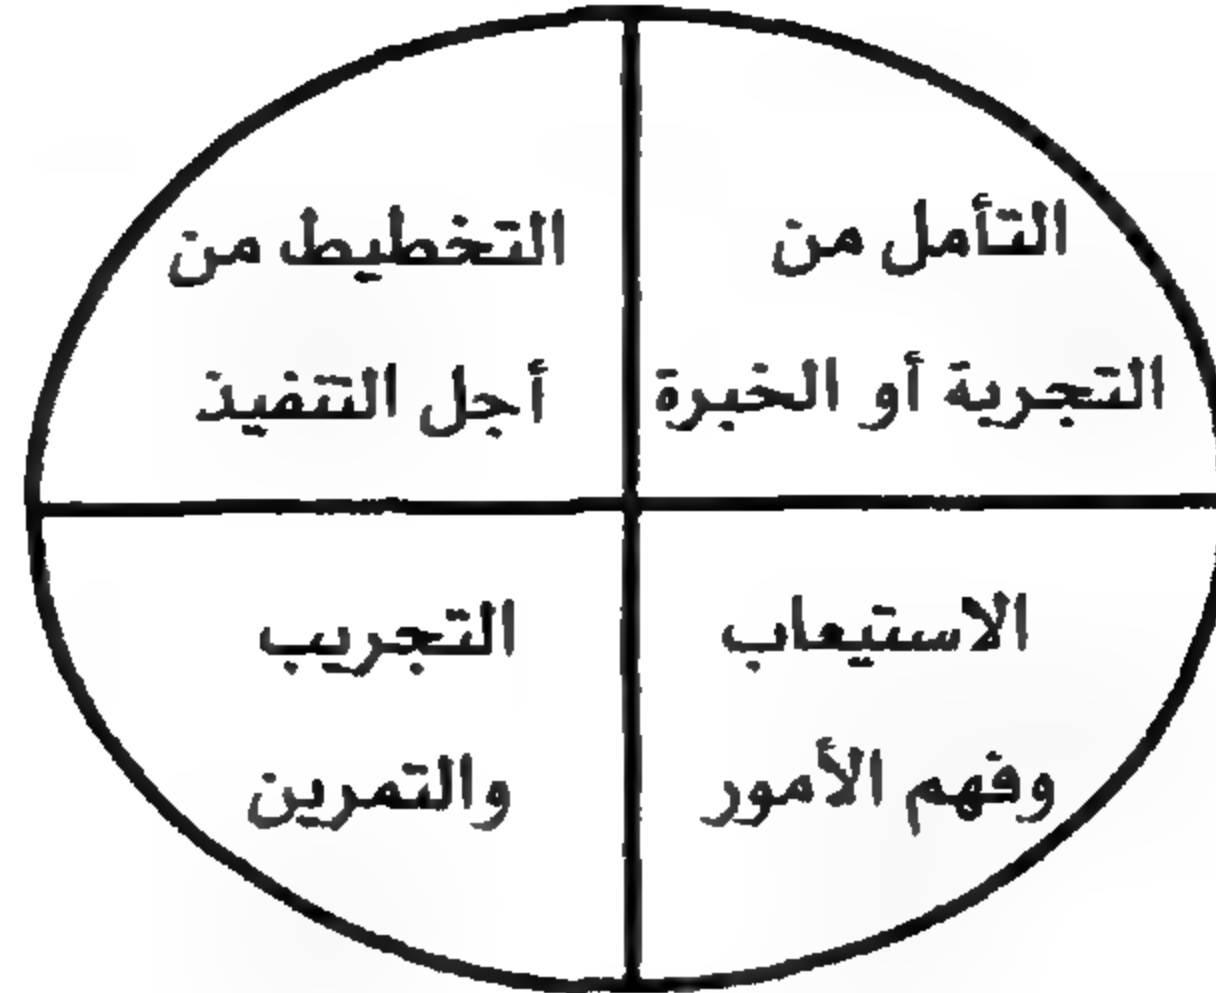 التأمل من
التجربة أو الخبرة
التخطيط من
أجل التنفيذ
الاستيعاب
وفهم الأمور
التجريب
والتمرين